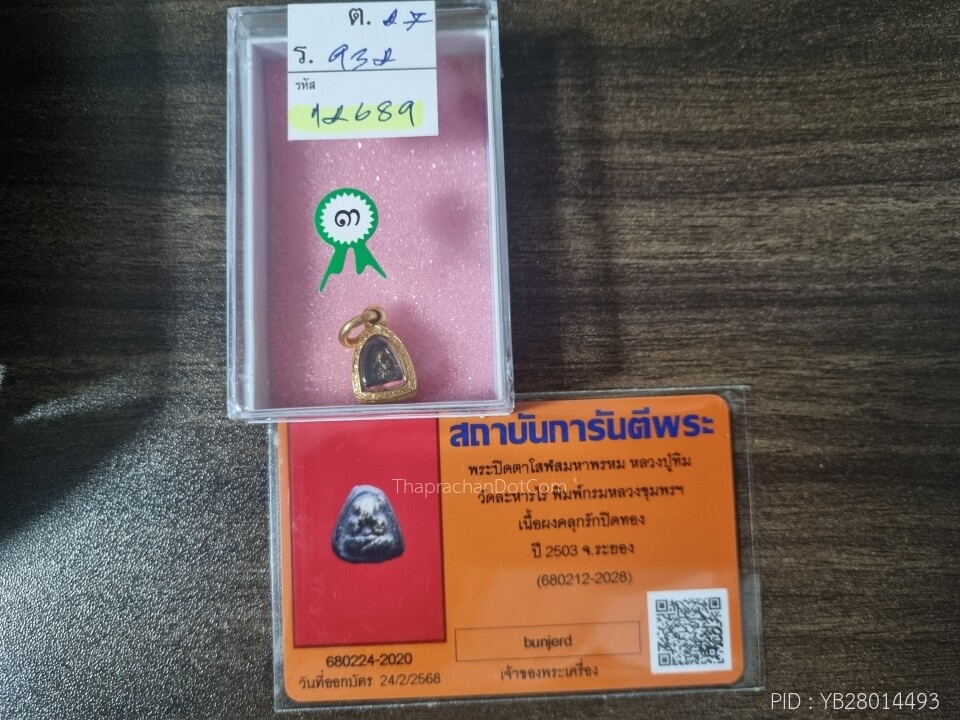 ต. ๑๗
ร. ๑32
รหัส
12689
๓
สถาบันการันตีพระ
พระปิดตาโสฬสมหาพรหม หลวงปู่ทิม
ThaprachanDotCom
วัดละหารไร่ พิมพ์กรมหลวงชุมพรฯ
เนื้อผงคลุกรักปิดทอง
ปี 2503 จ.ระยอง
(680212-2028)
bunjerd
เจ้าของพระเครื่อง
680224-2020
วันที่ออกบัตร 24/2/2568
PID : YB28014493